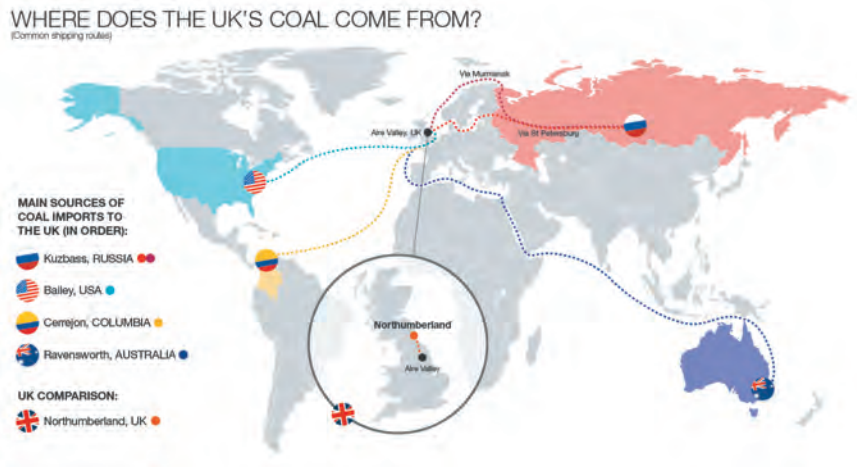 WHERE DOES THE UK'S COAL COME FROM?
(Common shipping routes)
Via Murmansk
Aire Valley, UK
Via St Petersburg
MAIN SOURCES OF
COAL IMPORTS TO
THE UK (IN ORDER):
Kuzbass, RUSSIA
Bailey, USA
Cerrejon, COLUMBIA
Ravensworth, AUSTRALIA
UK COMPARISON:
Northumberland, UK
Northumberland
Aire Valley